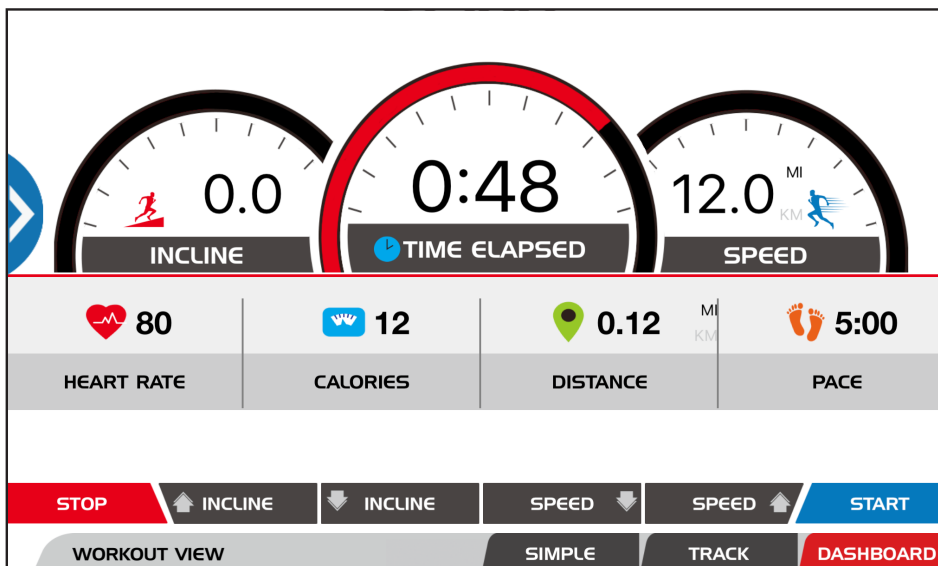 0.0
INCLINE
0:48
TIME ELAPSED
12.0 MI
KM
SPEED
80
HEART RATE
12
CALORIES
0.12 MI
KM
DISTANCE
5:00
PACE
STOP
INCLINE
INCLINE
SPEED
SPEED
START
WORKOUT VIEW
SIMPLE
TRACK
DASHBOARD